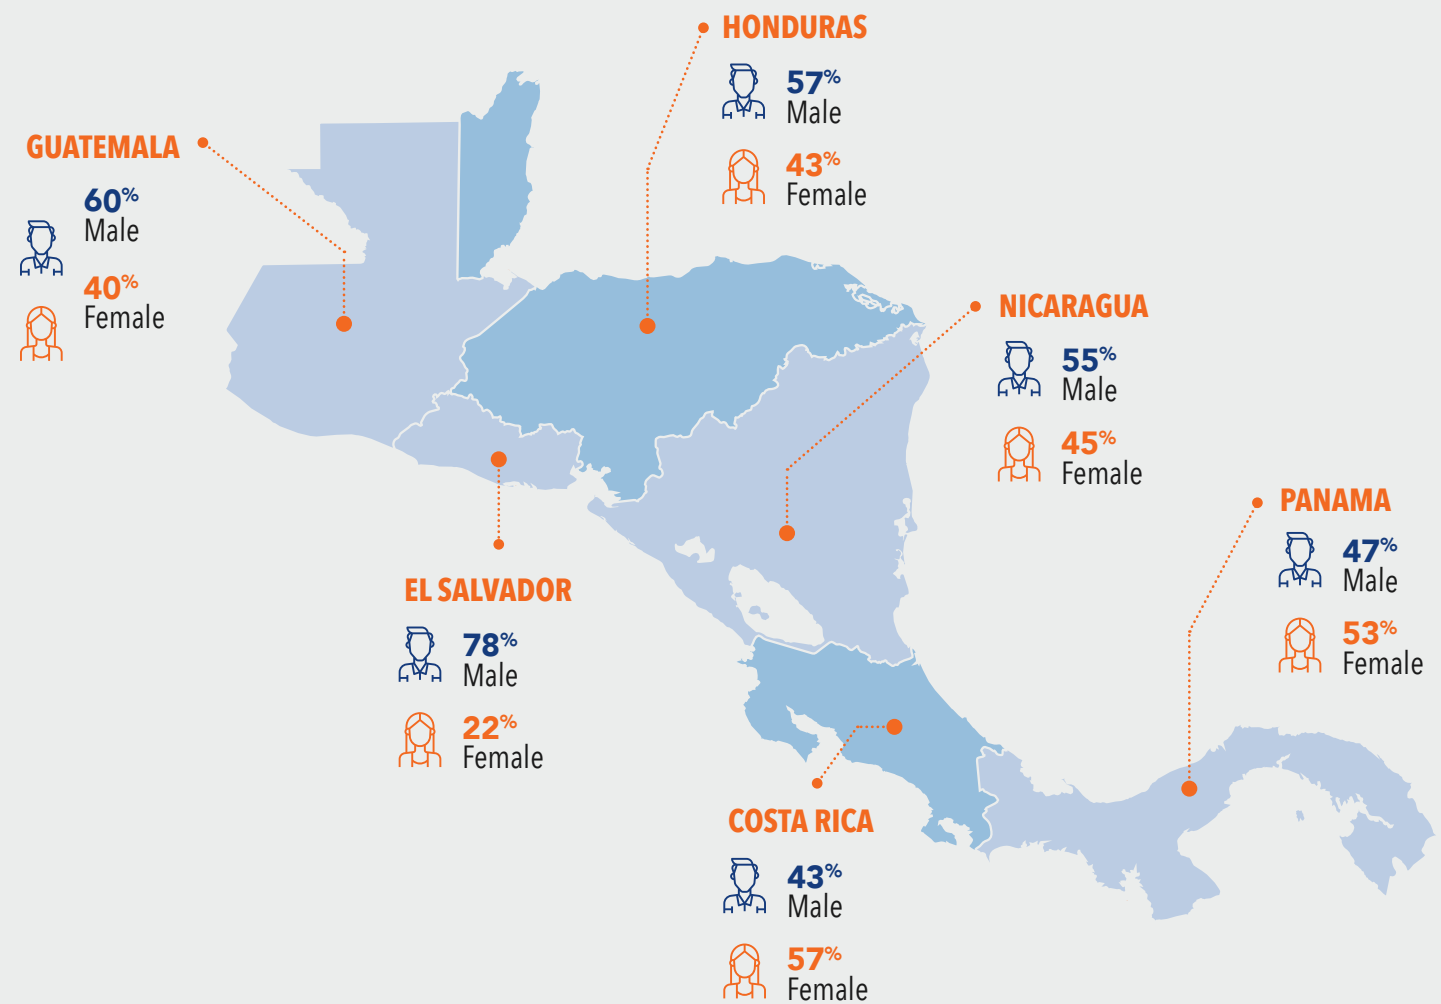 HONDURAS
57%
Male
43%
Female
GUATEMALA
60%
Male
40%
Female
NICARAGUA
55%
Male
45%
Female
PANAMA
47%
Male
53%
Female
EL SALVADOR
78%
Male
22%
Female
COSTA RICA
43%
Male
57%
Female